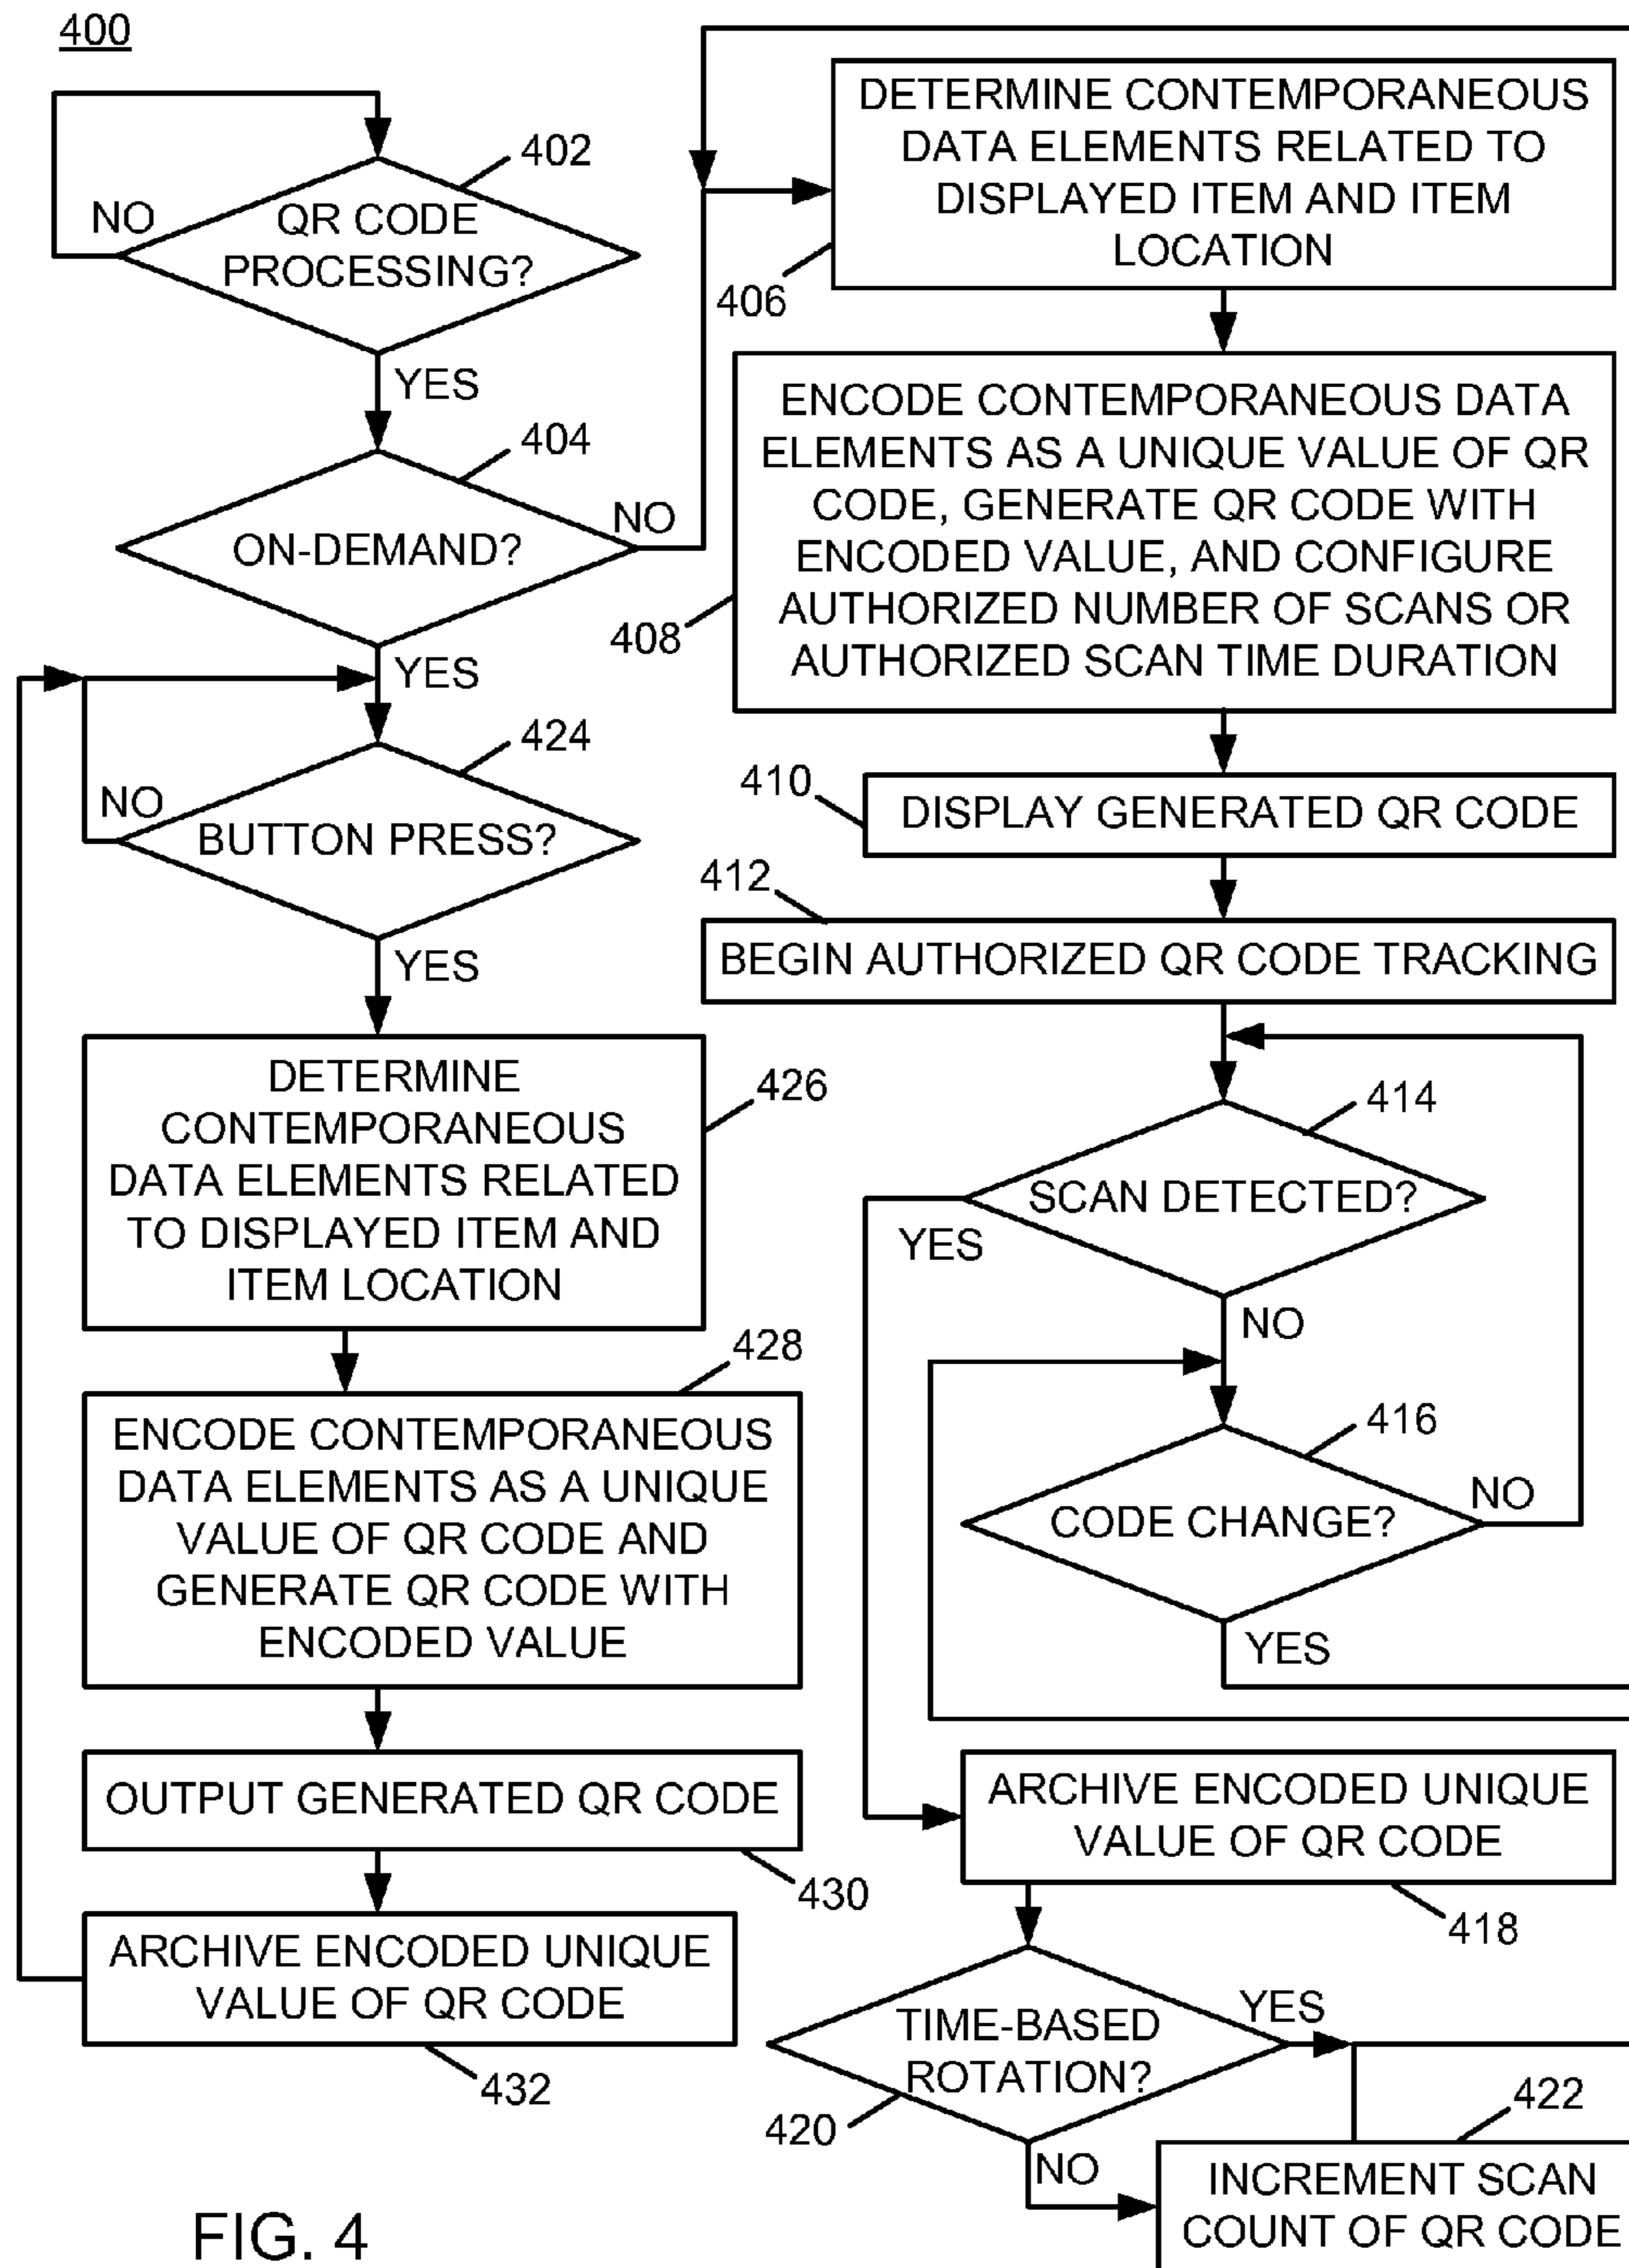 400
402
NO
QR CODE
PROCESSING?
YES
404
NO
ON-DEMAND?
YES
424
NO
BUTTON PRESS?
YES
DETERMINE
CONTEMPORANEOUS
DATA ELEMENTS RELATED
TO DISPLAYED ITEM AND
ITEM LOCATION
426
428
ENCODE CONTEMPORANEOUS
DATA ELEMENTS AS A UNIQUE
VALUE OF QR CODE AND
GENERATE QR CODE WITH
ENCODED VALUE
OUTPUT GENERATED QR CODE
430
ARCHIVE ENCODED UNIQUE
VALUE OF QR CODE
432
DETERMINE CONTEMPORANEOUS
DATA ELEMENTS RELATED TO
DISPLAYED ITEM AND ITEM
LOCATION
406
ENCODE CONTEMPORANEOUS DATA
ELEMENTS AS A UNIQUE VALUE OF QR
CODE, GENERATE QR CODE WITH
ENCODED VALUE, AND CONFIGURE
AUTHORIZED NUMBER OF SCANS OR
AUTHORIZED SCAN TIME DURATION
408
410
DISPLAY GENERATED QR CODE
412
BEGIN AUTHORIZED QR CODE TRACKING
414
SCAN DETECTED?
YES
NO
416
CODE CHANGE?
NO
YES
ARCHIVE ENCODED UNIQUE
VALUE OF QR CODE
418
TIME-BASED
ROTATION?
YES
420
NO
422
INCREMENT SCAN
COUNT OF QR CODE
FIG. 4